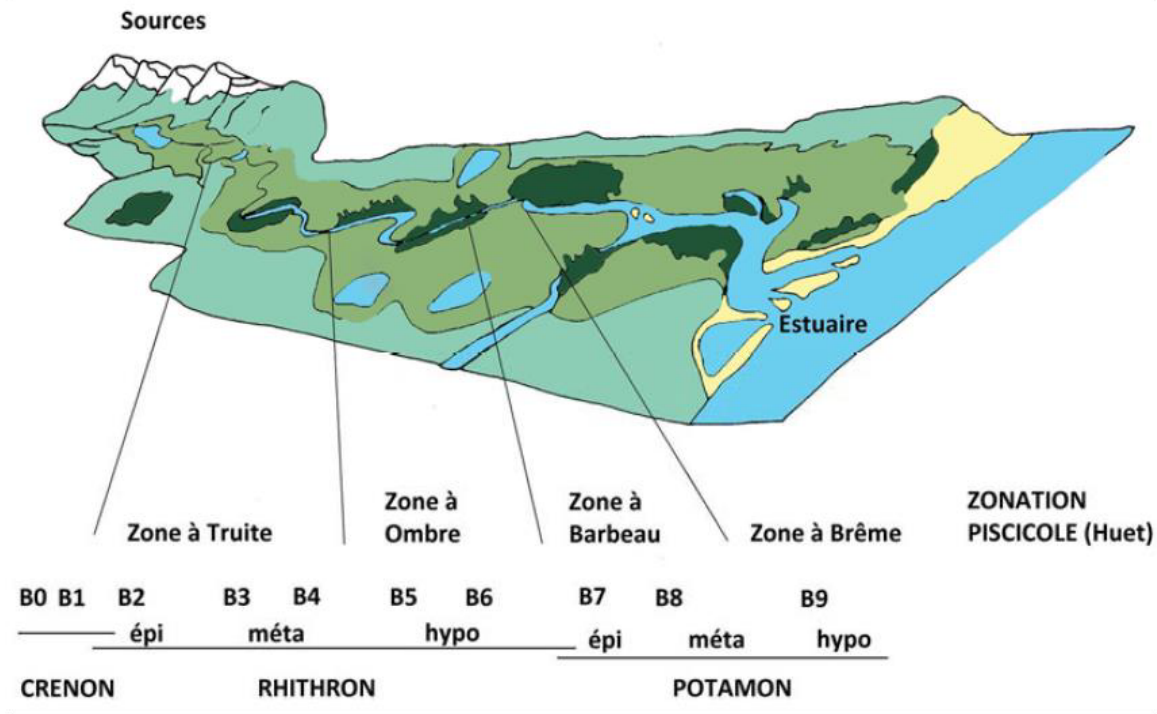 Sources
Estuaire
Zone à Truite
Zone à
Ombre
Zone à
Barbeau
Zone à Brême
ZONATION
PISCICOLE (Huet)
B0 B1 B2 B3 B4 B5 B6 B7 B8 B9
épi méta hypo épi méta hypo
CRENON RHITHRON POTAMON